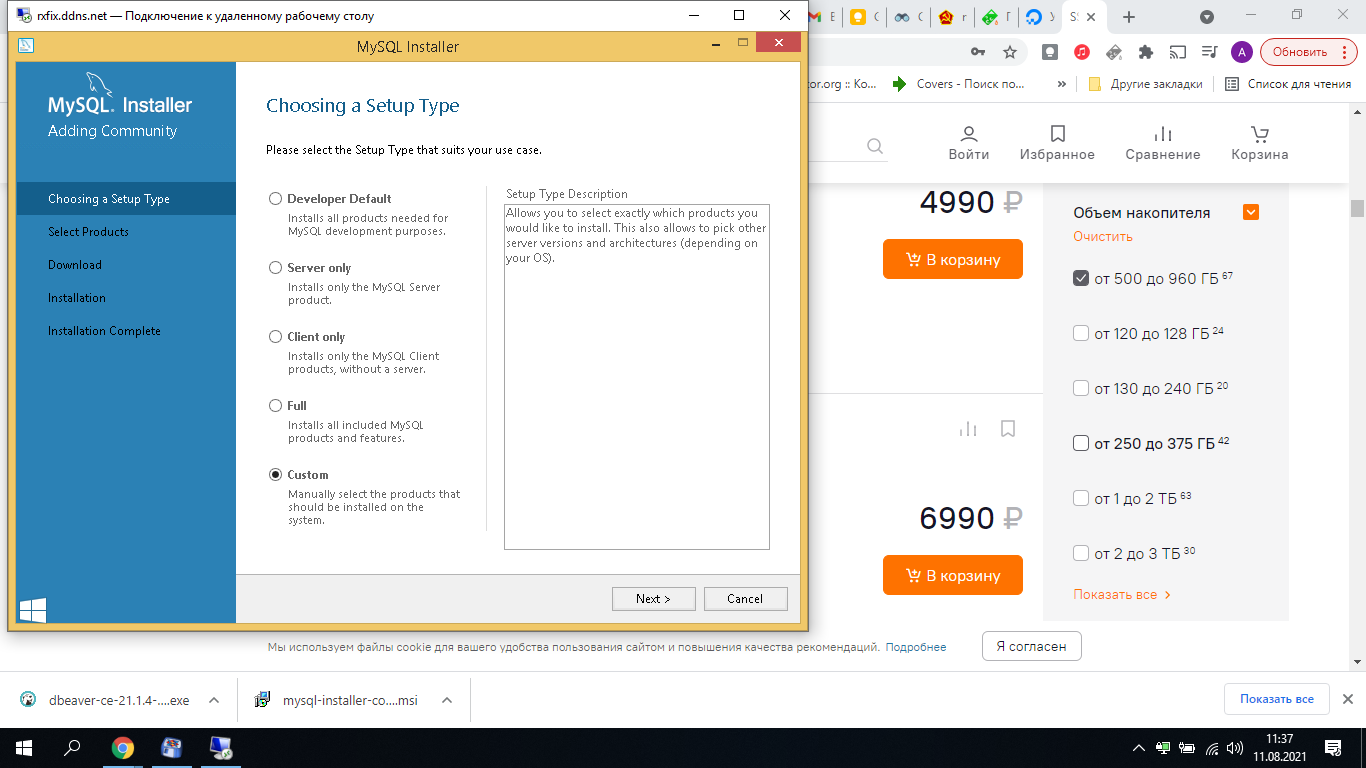 rxfix.ddns.net — Подключение к удаленному рабочему столу
MySQL Installer
MySQL. Installer
Adding Community
Choosing a Setup Type
Select Products
Download
Installation
Installation Complete
Choosing a Setup Type
Please select the Setup Type that suits your use case.
Developer Default
Installs all products needed for
MySQL development purposes.
Server only
Installs only the MySQL Server
product.
Client only
Installs only the MySQL Client
products, without a server.
Full
Installs all included MySQL
products and features.
Custom
Manually select the products that
should be installed on the
system.
Setup Type Description
Allows you to select exactly which products you
would like to install. This also allows to pick other
server versions and architectures (depending on
your OS).
Next >
Cancel
А
Обновить
cor.org :: Ко...
Covers - Поиск по...
»
Другие закладки
Список для чтения
Войти
Избранное
Сравнение
Корзина
4990 ₽
В корзину
6990 ₽
В корзину
Объем накопителя
Очистить
от 500 до 960 ГБ 67
от 120 до 128 ГБ 24
от 130 до 240 ГБ 20
от 250 до 375 ГБ 42
от 1 до 2 ТБ 63
от 2 до 3 ТБ 30
Показать все >
Мы используем файлы cookie для вашего удобства пользования сайтом и повышения качества рекомендаций. Подробнее
Я согласен
dbeaver-ce-21.1.4-....exe
mysql-installer-co....msi
Показать все
11:37
11.08.2021